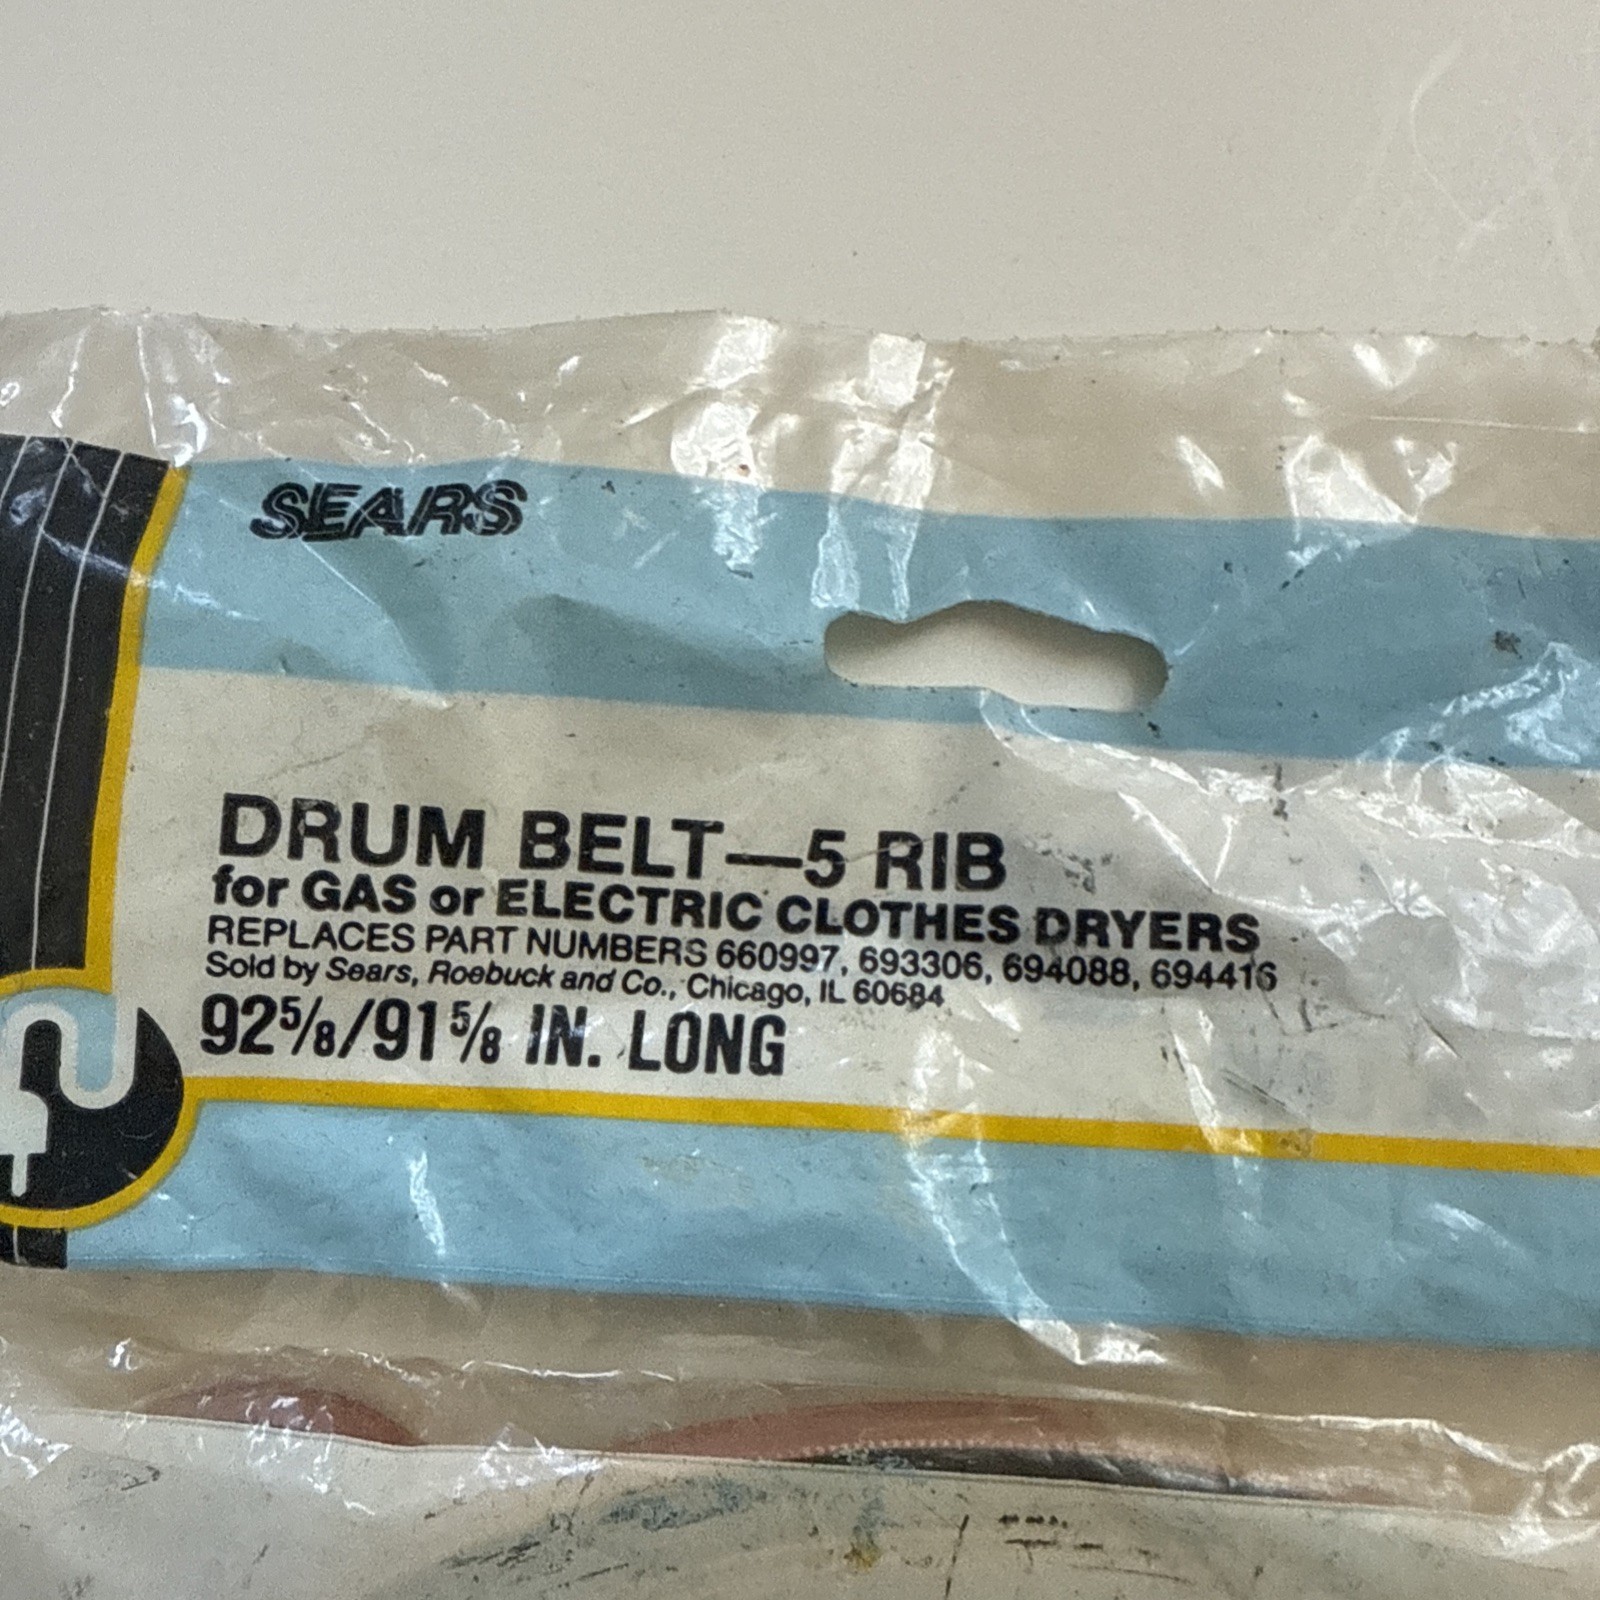 SEARS
DRUM BELT—5 RIB
for GAS or ELECTRIC CLOTHES DRYERS
REPLACES PART NUMBERS 660997, 693306, 694088, 694416
Sold by Sears, Roebuck and Co., Chicago, IL 60684
92⅝/91⅝ IN. LONG